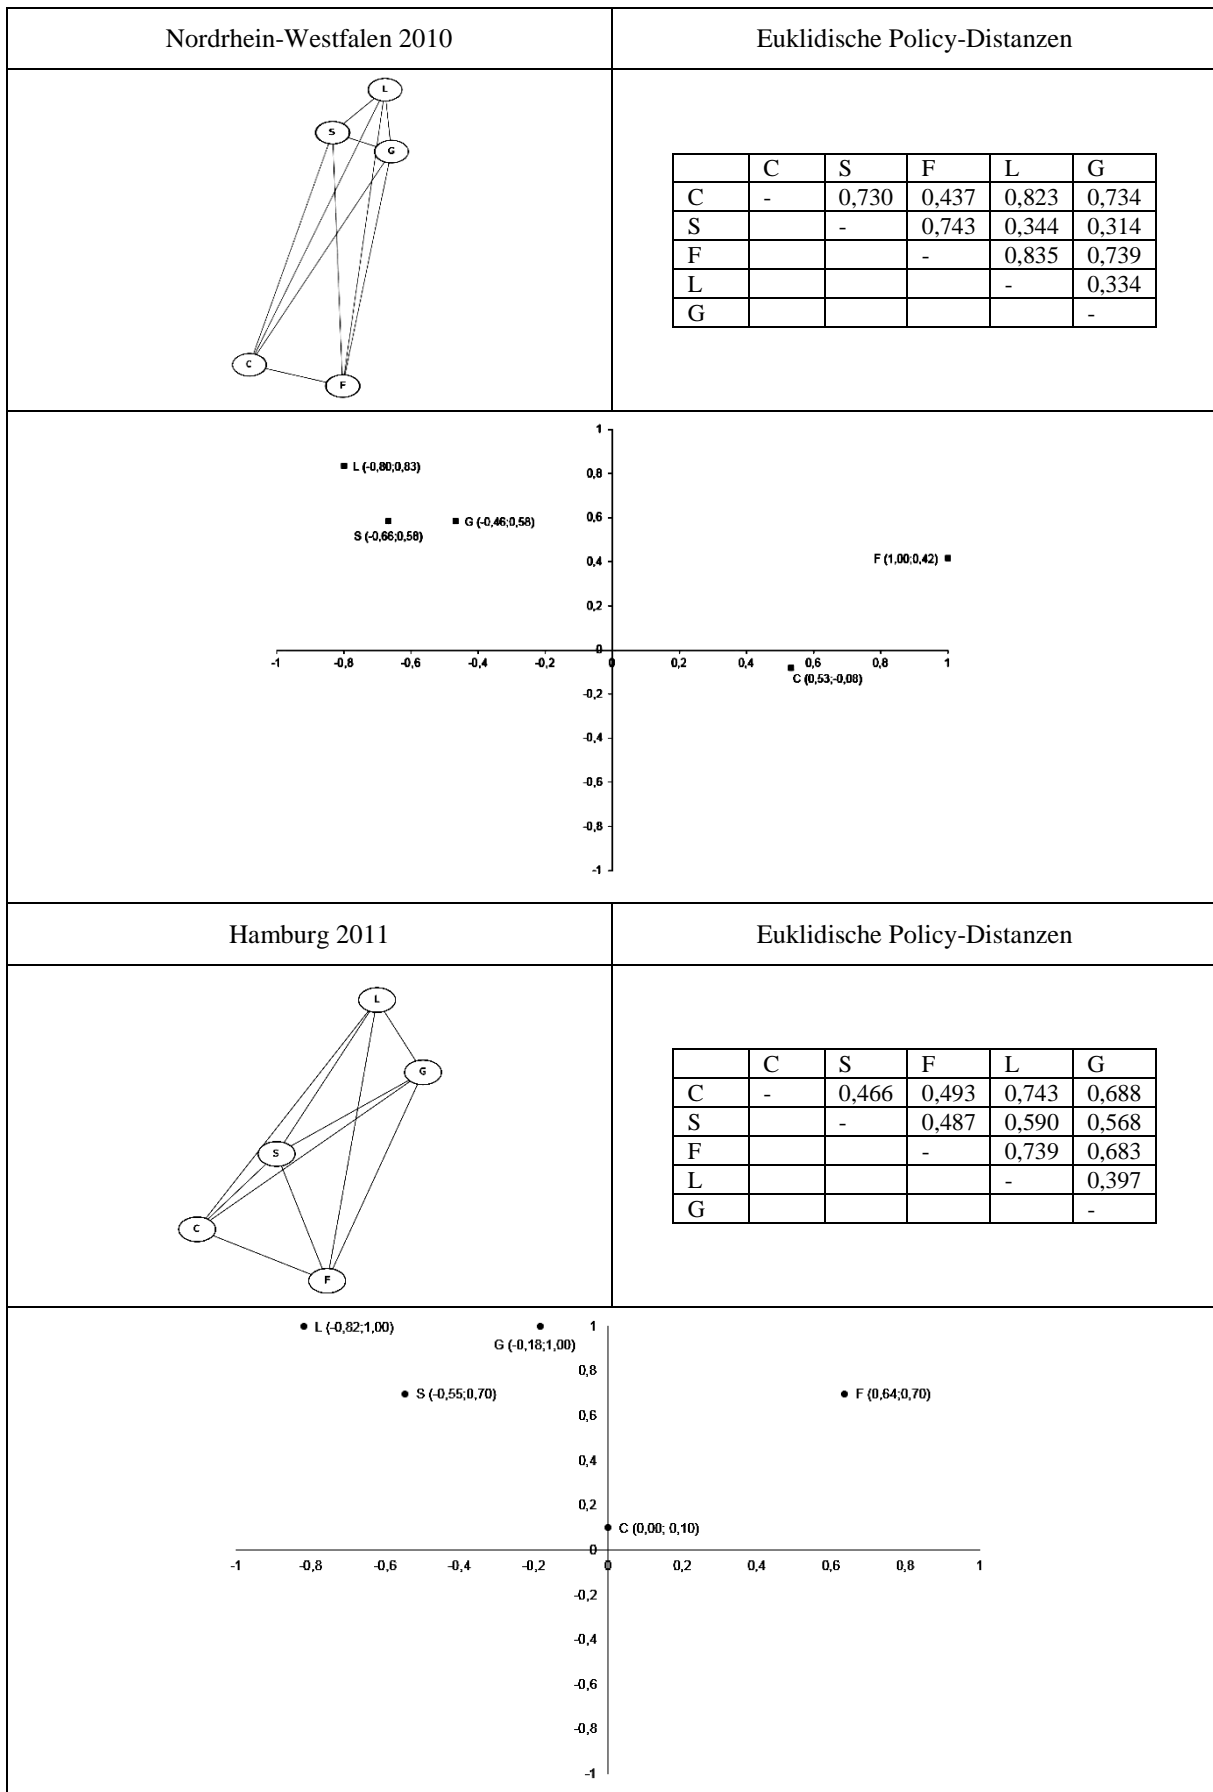 Nordrhein-Westfalen 2010
Euklidische Policy-Distanzen
L
S
G
C
F
C S F L G
C - 0,730 0,437 0,823 0,734
S - 0,743 0,344 0,314
F - 0,835 0,739
L - 0,334
G -
1
L (-0,80;0,83)
0,8
0,6
G (-0,46;0,58)
S (-0,66;0,58)
F (1,00;0,42)
0,4
0,2
0
-1 -0,8 -0,6 -0,4 -0,2 0 0,2 0,4 0,6 0,8 1
C (0,53;-0,08)
-0,2
-0,4
-0,6
-0,8
-1
Hamburg 2011
Euklidische Policy-Distanzen
L
G
S
C
F
C S F L G
C - 0,466 0,493 0,743 0,688
S - 0,487 0,590 0,568
F - 0,739 0,683
L - 0,397
G -
L (-0,82;1,00)
1
G (-0,18;1,00)
0,8
S (-0,55;0,70)
F (0,64;0,70)
0,6
0,4
0,2
C (0,00; 0,10)
0
-1 -0,8 -0,6 -0,4 -0,2 0 0,2 0,4 0,6 0,8 1
-0,2
-0,4
-0,6
-0,8
-1